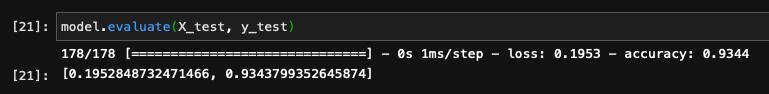 [21]: model.evaluate(X_test, y_test)
178/178 [==============================] - 0s 1ms/step - loss: 0.1953 - accuracy: 0.9344
[21]: [0.1952848732471466, 0.9343799352645874]